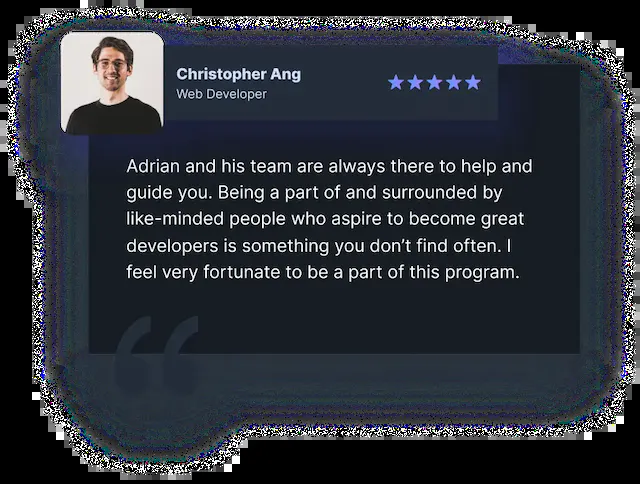 Christopher Ang
Web Developer
Adrian and his team are always there to help and
guide you. Being a part of and surrounded by
like-minded people who aspire to become great
developers is something you don’t find often. I
feel very fortunate to be a part of this program.
“